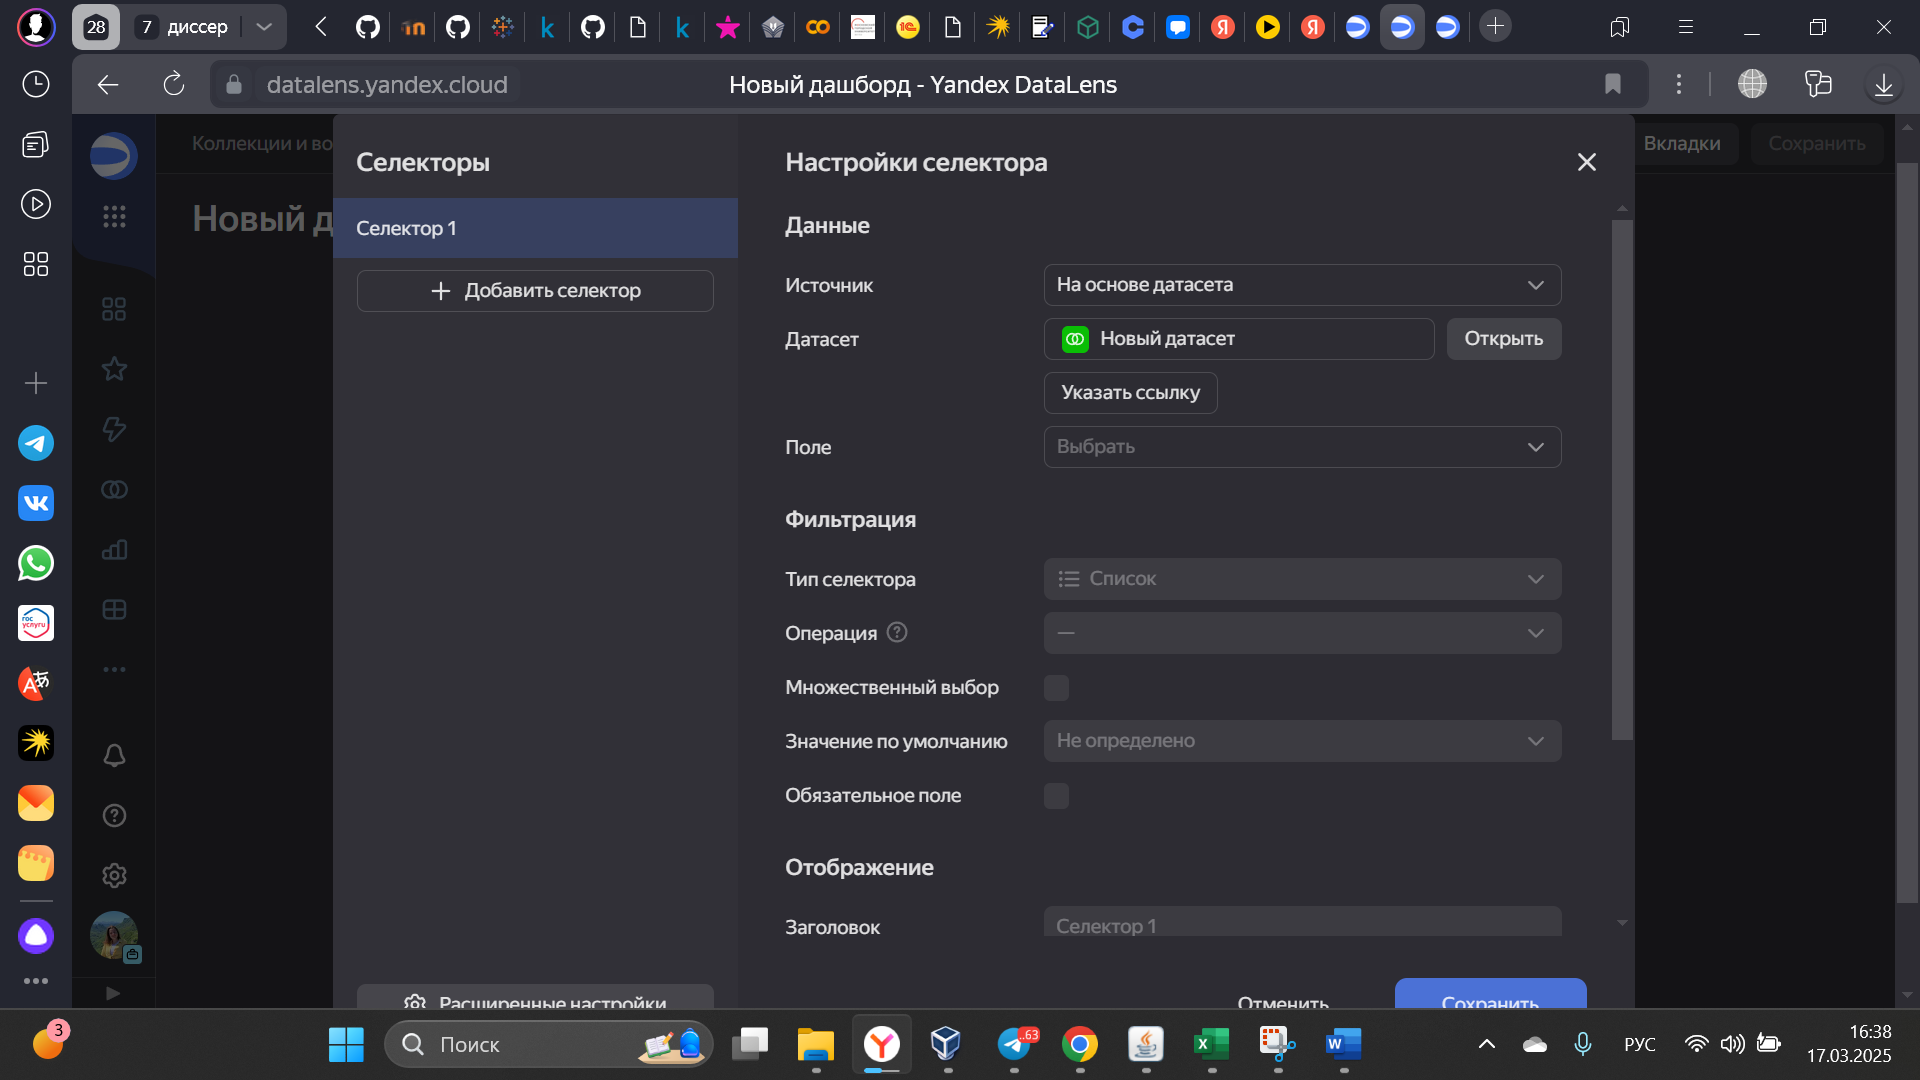 28
7 диссер
datalens.yandex.cloud
Новый дашборд - Yandex DataLens
Коллекции и во
Вкладки
Сохранить
Новый д
Селекторы
Селектор 1
Добавить селектор
Расширенные настройки
Настройки селектора
Данные
Источник
На основе датасета
Датасет
Новый датасет
Открыть
Указать ссылку
Поле
Выбрать
Фильтрация
Тип селектора
Список
Операция
—
Множественный выбор
Значение по умолчанию
Не определено
Обязательное поле
Отображение
Заголовок
Селектор 1
Отменить
Сохранить
гос
услуги
3
Поиск
..63
РУС
16:38
17.03.2025